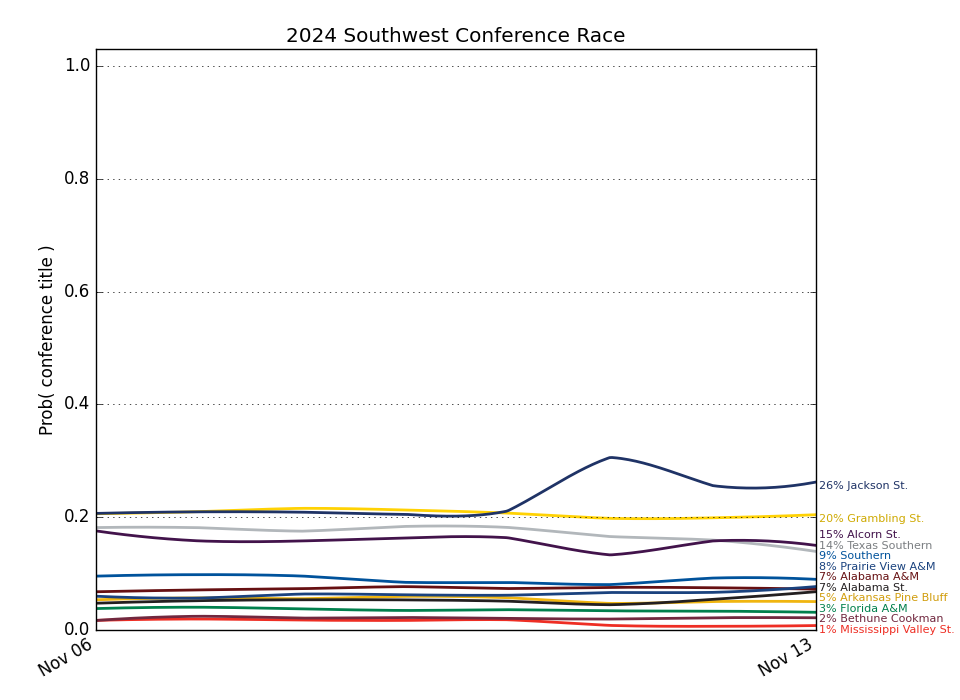 2024 Southwest Conference Race
Prob( conference title )
1.0
0.8
0.6
0.4
0.2
0.0
Nov 06
Nov 13
26% Jackson St.
20% Grambling St.
15% Alcorn St.
14% Texas Southern
9% Southern
8% Prairie View A&M
7% Alabama A&M
7% Alabama St.
5% Arkansas Pine Bluff
3% Florida A&M
2% Bethune Cookman
1% Mississippi Valley St.